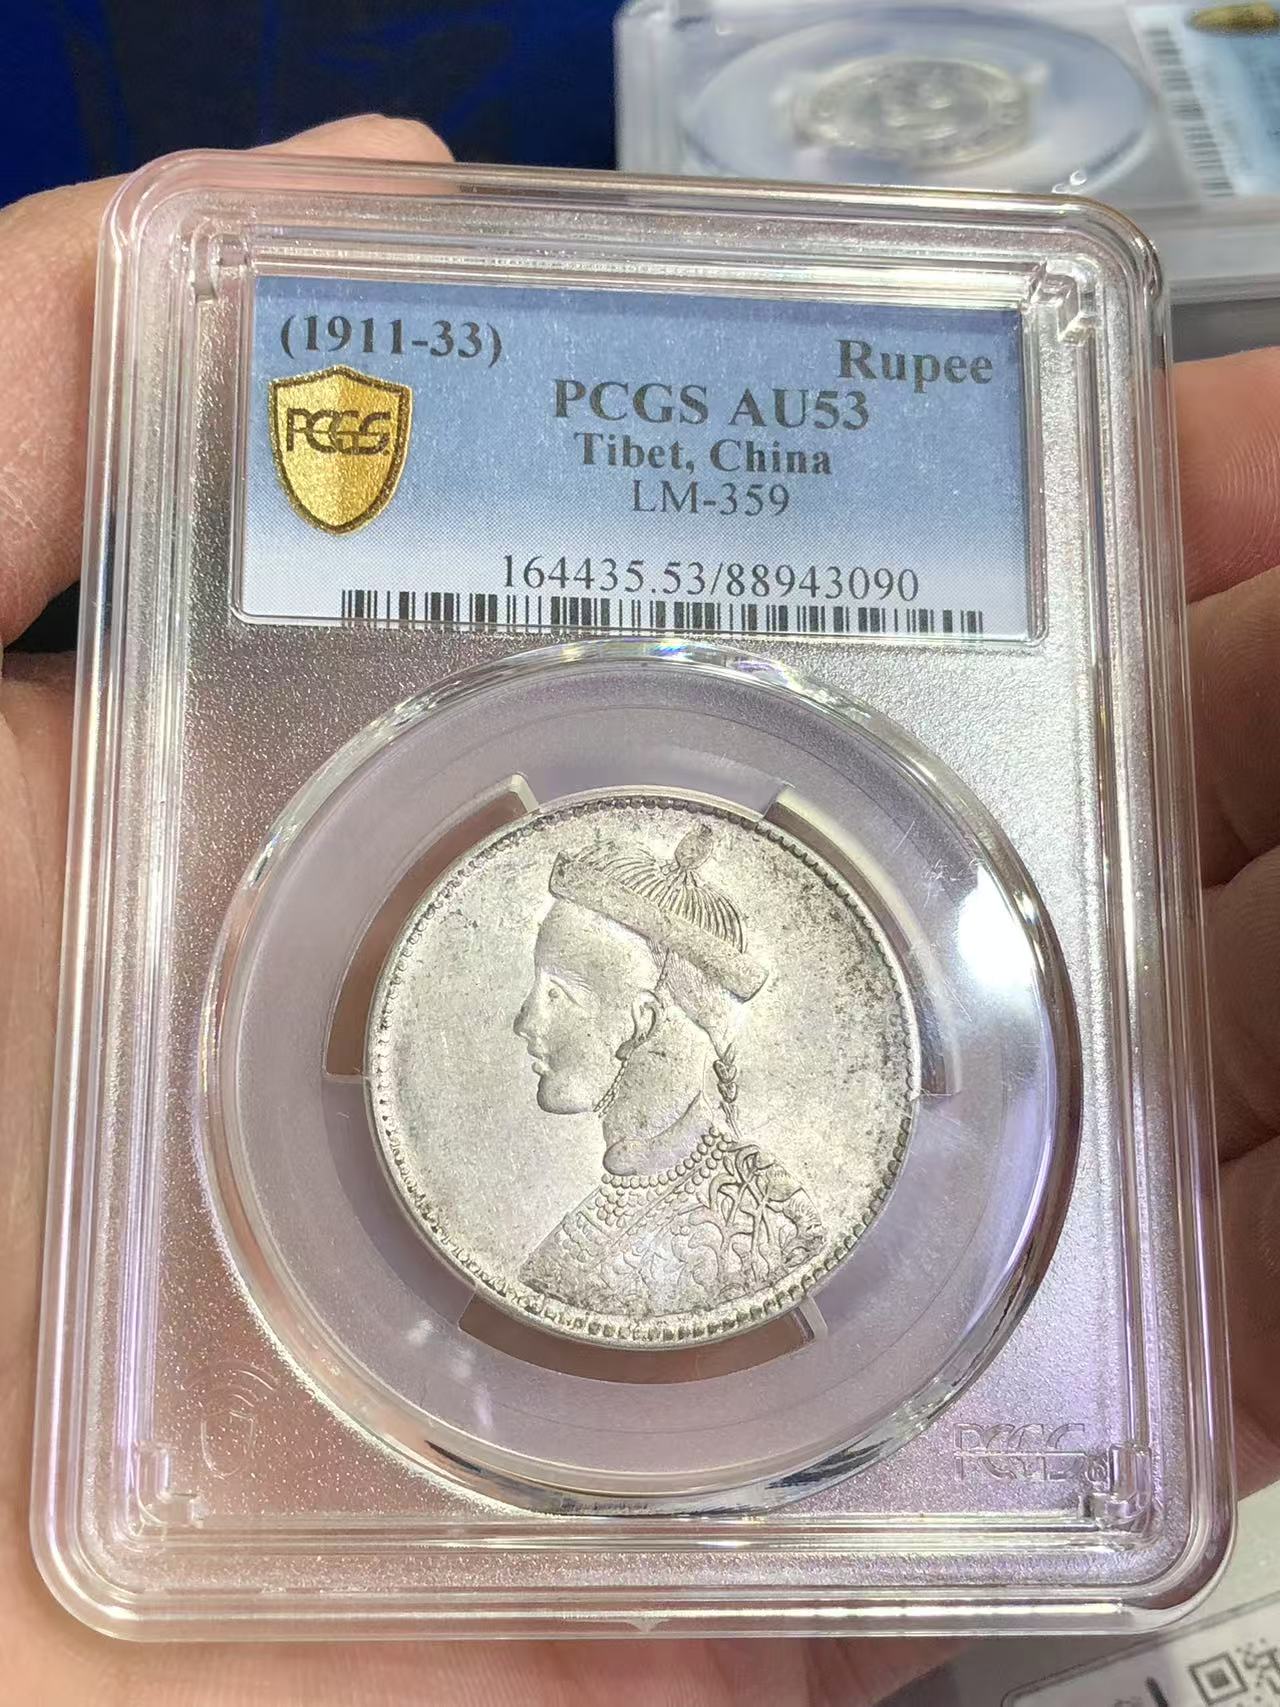 (1911-33)
Rupee
PCGS
PCGS AU53
Tibet, China
LM-359
164435.53/88943090
PCGS